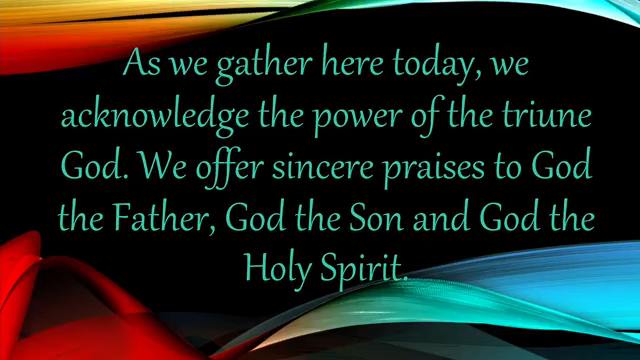 As we gather here today, we
acknowledge the power of the triune
God. We offer sincere praises to God
the Father, God the Son and God the
Holy Spirit.